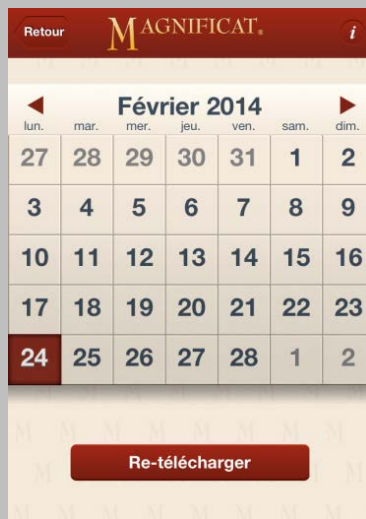 Retour MAGNIFICAT® i
Février 2014
lun. mar. mer. jeu. ven. sam. dim.
27 28 29 30 31 1 2
3 4 5 6 7 8 9
10 11 12 13 14 15 16
17 18 19 20 21 22 23
24 25 26 27 28 1 2
Re-télécharger